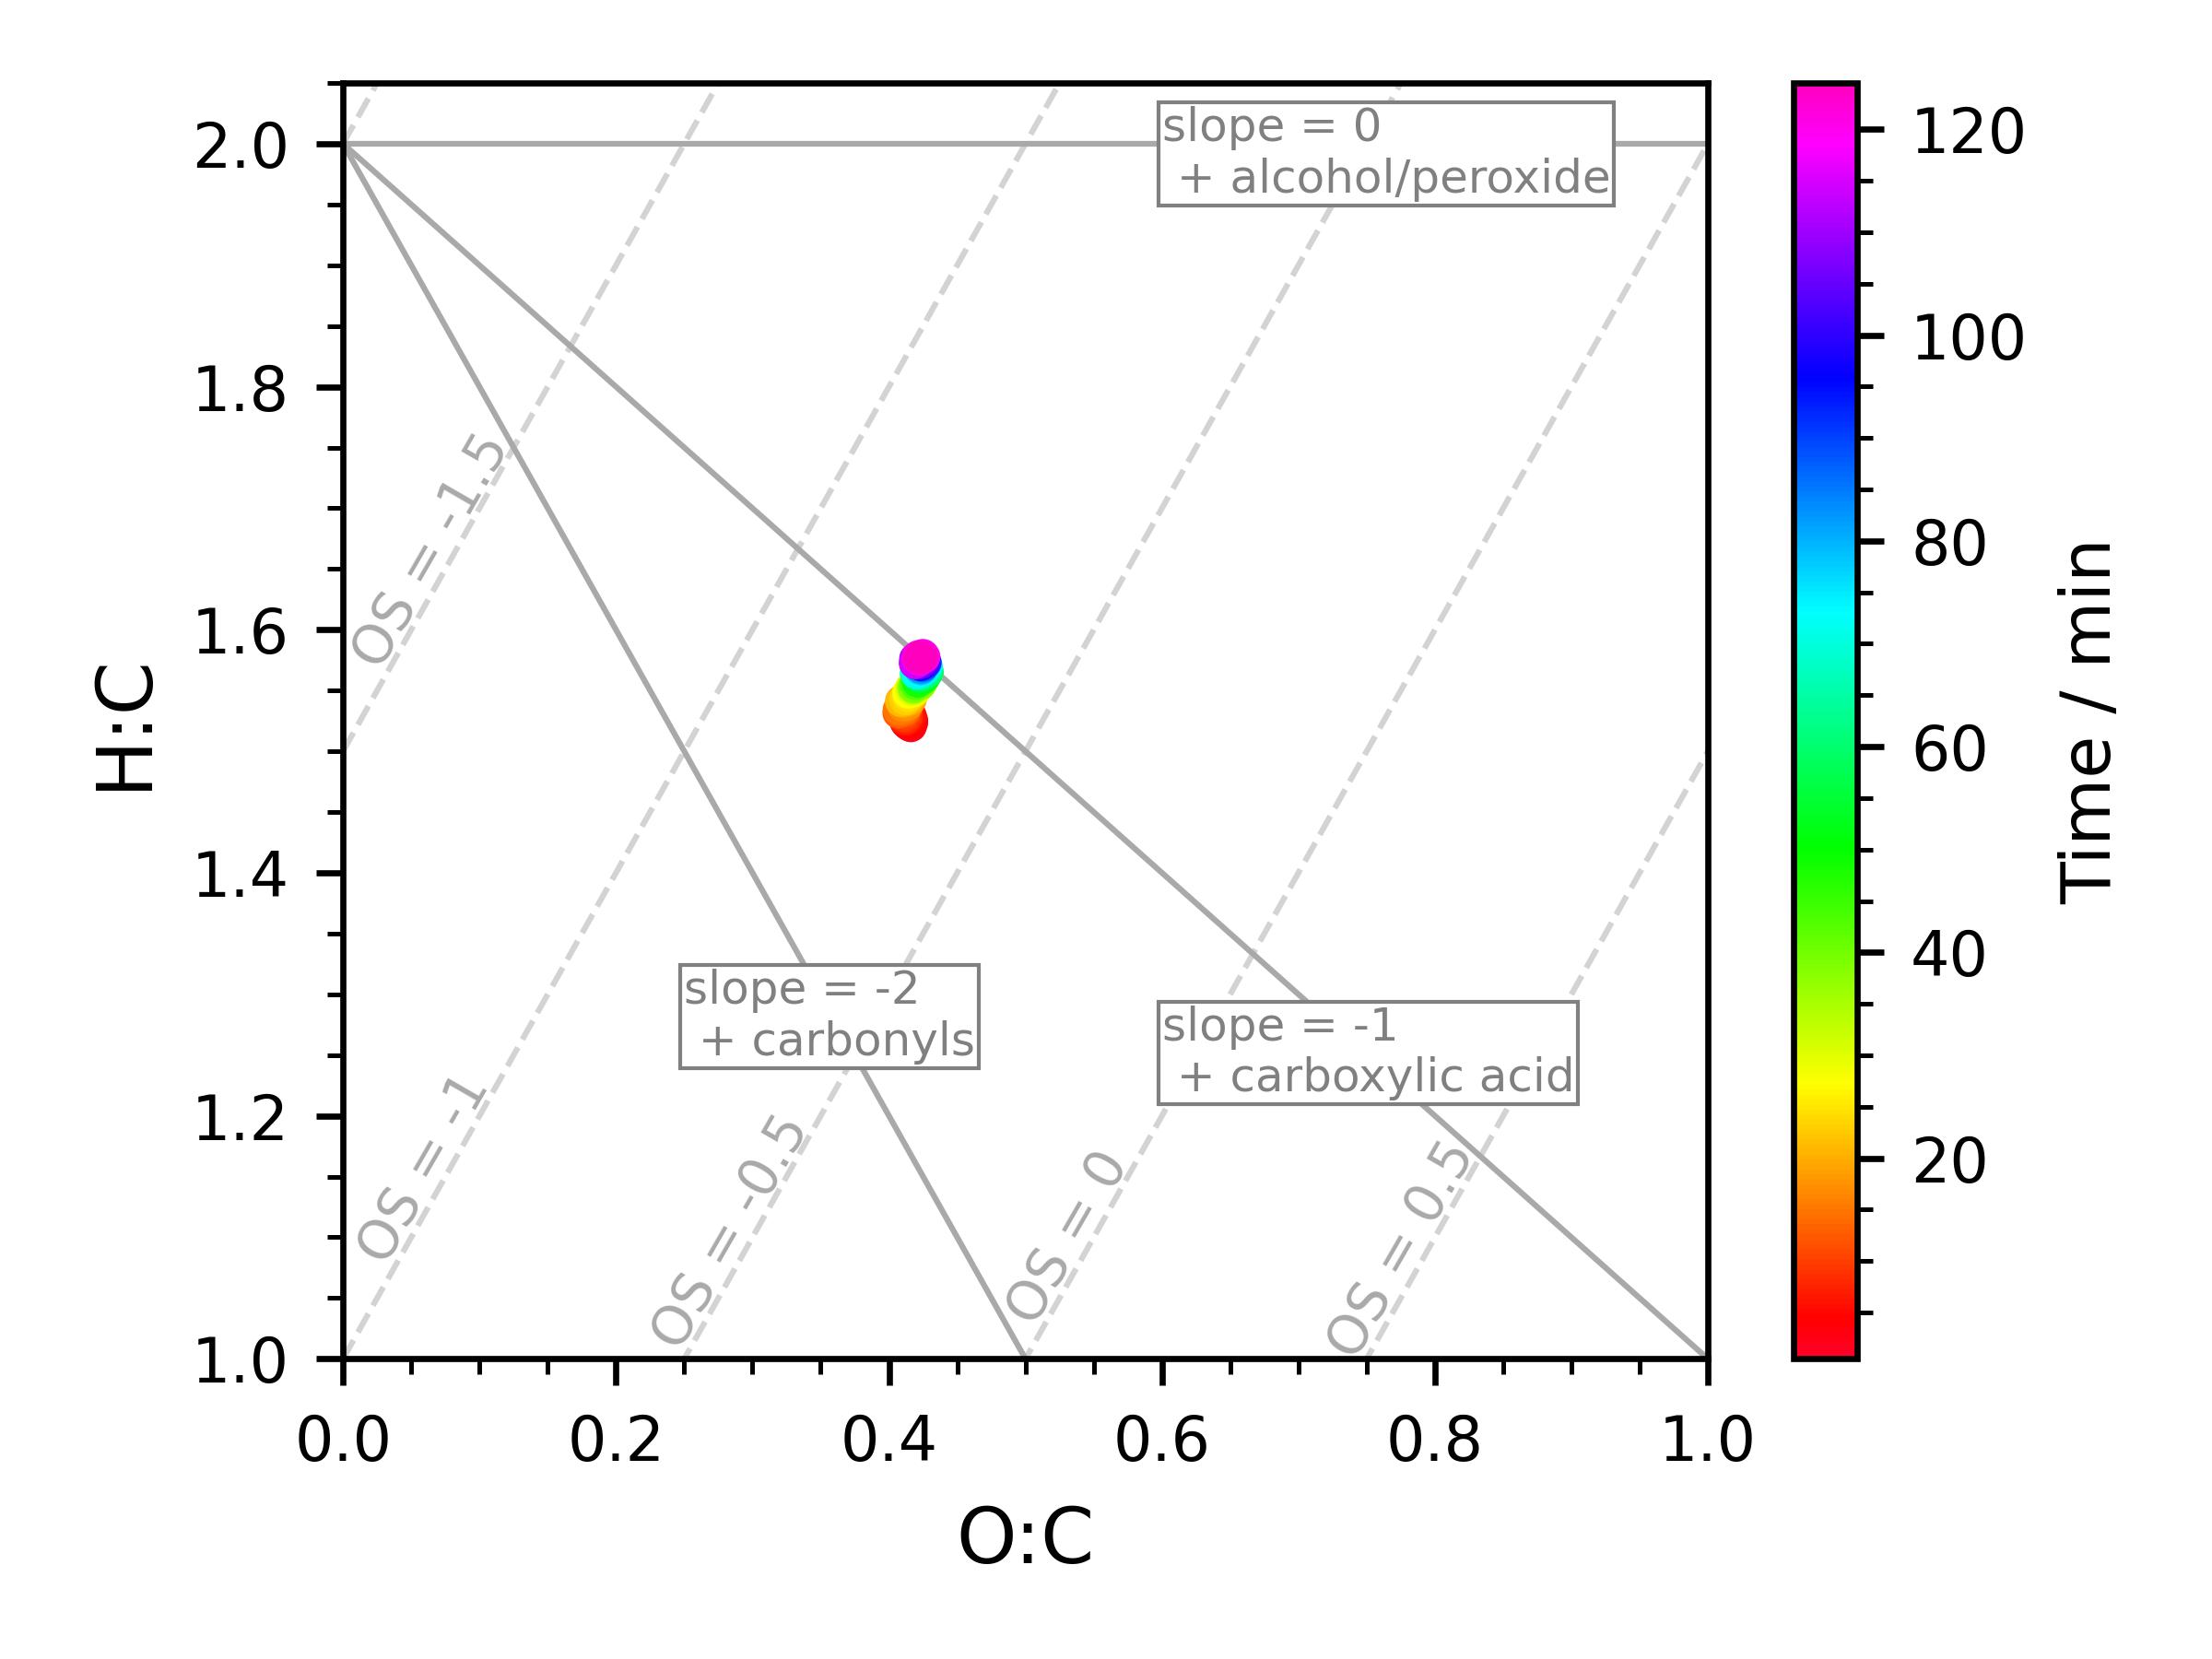 slope = 0
+ alcohol/peroxide
2.0
1.8
1.6
1.4
1.2
1.0
H:C
OS = -1.5
OS = -1
OS = -0.5
OS = 0
OS = 0.5
slope = -2
+ carbonyls
slope = -1
+ carboxylic acid
0.0 0.2 0.4 0.6 0.8 1.0
O:C
120
100
80
60
40
20
Time / min